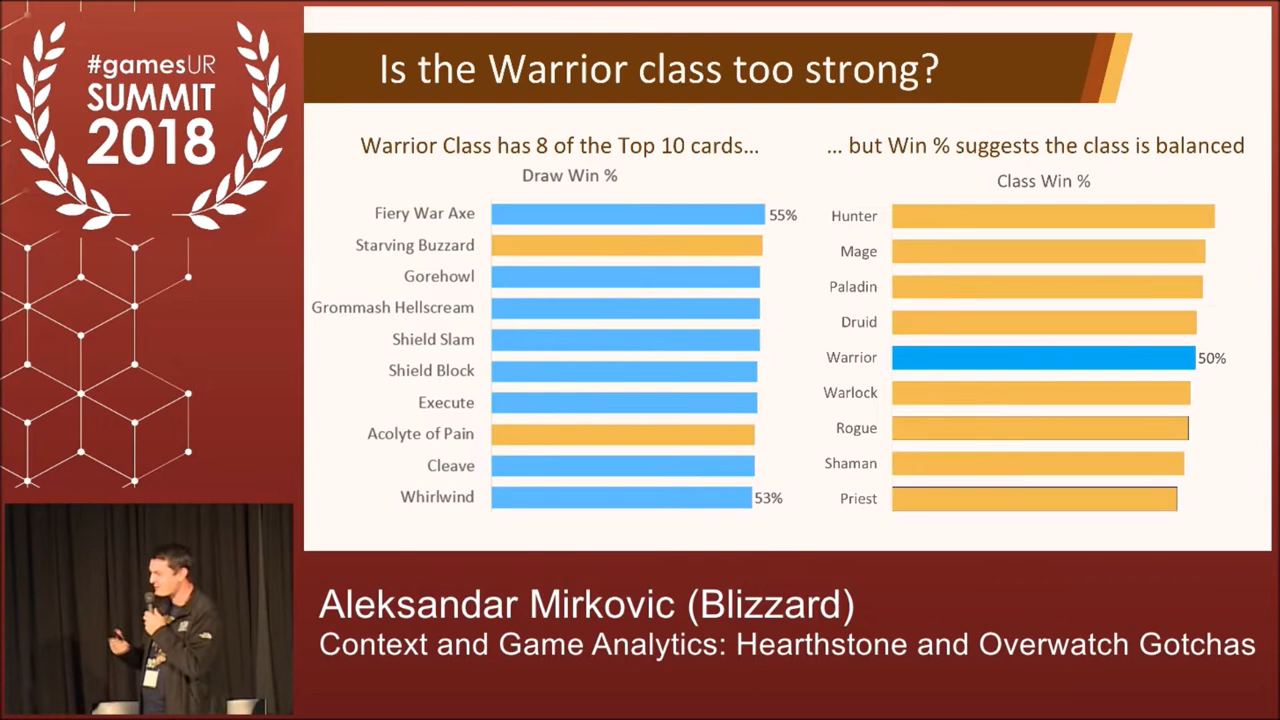 #gamesUR
SUMMIT
2018
Is the Warrior class too strong?
Warrior Class has 8 of the Top 10 cards...
Draw Win %
Fiery War Axe
55%
Starving Buzzard
Gorehowl
Grommash Hellscream
Shield Slam
Shield Block
Execute
Acolyte of Pain
Cleave
Whirlwind
53%
... but Win % suggests the class is balanced
Class Win %
Hunter
Mage
Paladin
Druid
Warrior
50%
Warlock
Rogue
Shaman
Priest
Aleksandar Mirkovic (Blizzard)
Context and Game Analytics: Hearthstone and Overwatch Gotchas